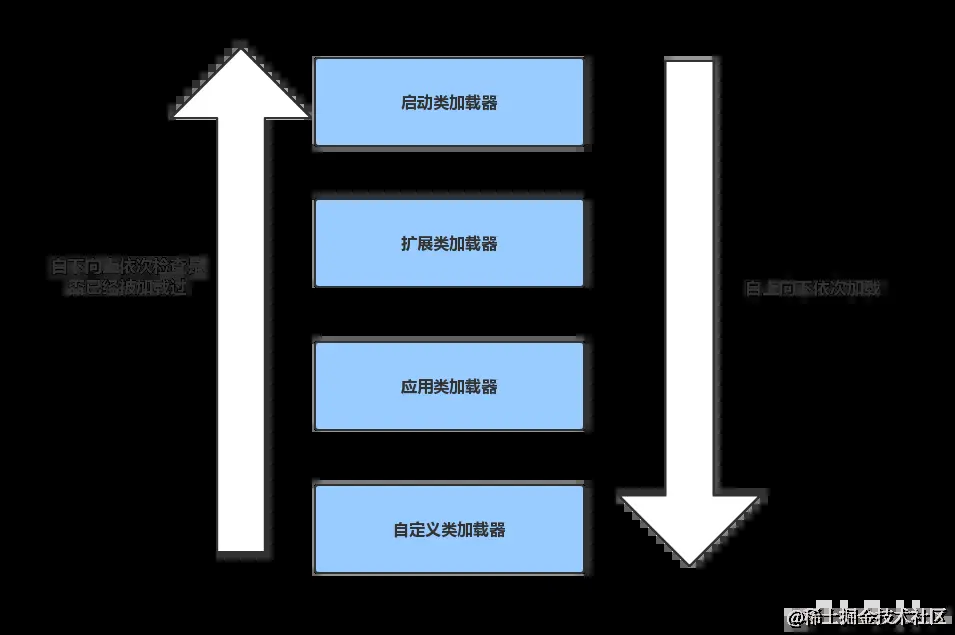 启动类加载器
扩展类加载器
自下向上依次检查是
否已经被加载过
自上向下依次加载
应用类加载器
自定义类加载器
@稀土掘金技术社区